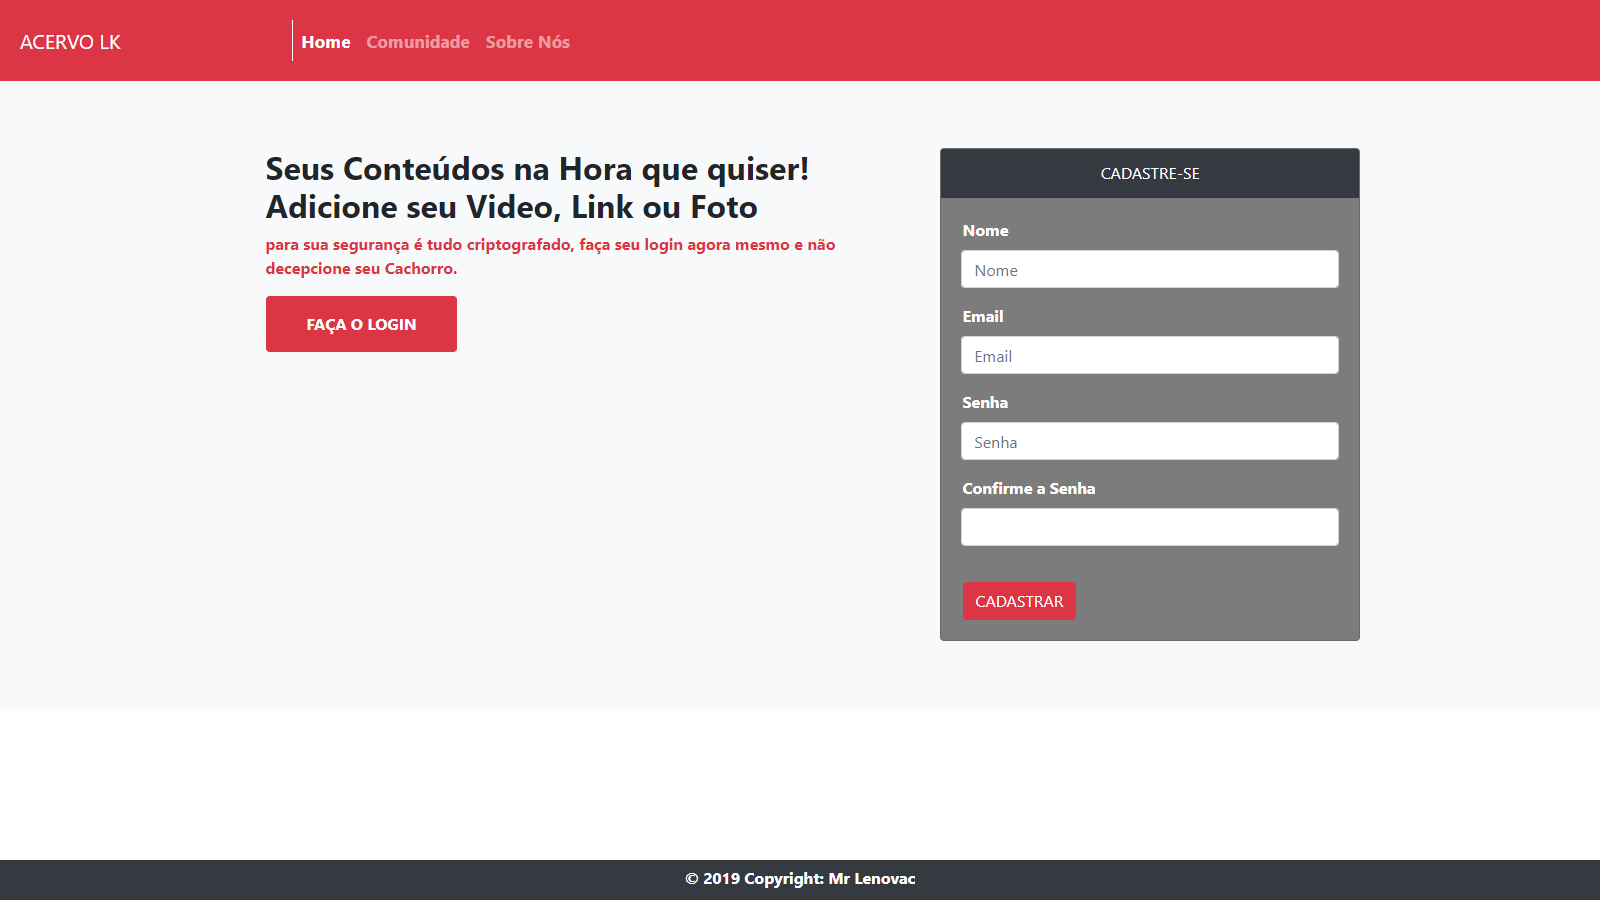 ACERVO LK
Home Comunidade Sobre Nós
Seus Conteúdos na Hora que quiser!
Adicione seu Video, Link ou Foto
para sua segurança é tudo criptografado, faça seu login agora mesmo e não
decepcione seu Cachorro.
FAÇA O LOGIN
CADASTRE-SE
Nome
Nome
Email
Email
Senha
Senha
Confirme a Senha
CADASTRAR
© 2019 Copyright: Mr Lenovac